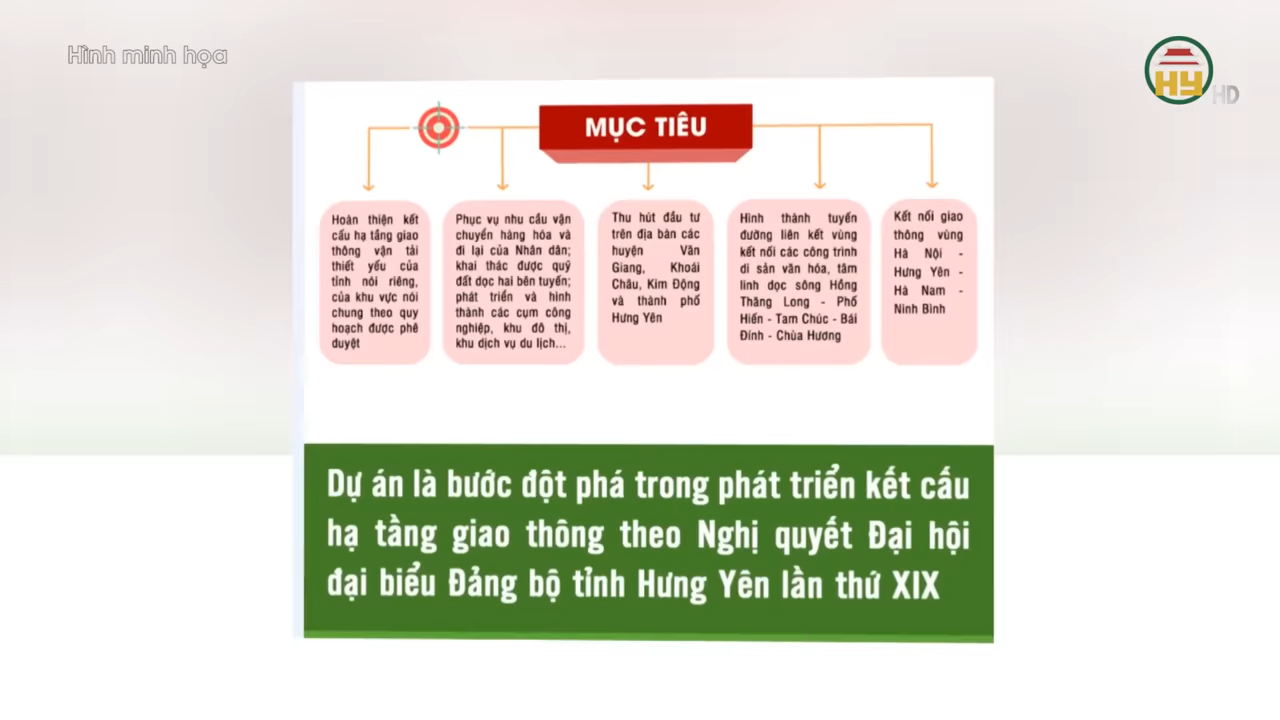 Hình minh họa
HY HD
MỤC TIÊU
Hoàn thiện kết
cấu hạ tầng giao
thông vận tải
thiết yếu của
tỉnh nói riêng,
của khu vực nói
chung theo quy
hoạch được phê
duyệt
Phục vụ nhu cầu vận
chuyển hàng hóa và
đi lại của Nhân dân;
khai thác được quỹ
đất dọc hai bên tuyến;
phát triển và hình
thành các cụm công
nghiệp, khu đô thị,
khu dịch vụ du lịch...
Thu hút đầu tư
trên địa bàn các
huyện Văn
Giang, Khoái
Châu, Kim Động
và thành phố
Hưng Yên
Hình thành tuyến
đường liên kết vùng
kết nối các công trình
di sản văn hóa, tâm
linh dọc sông Hồng
Thăng Long - Phố
Hiến - Tam Chúc - Bái
Đính - Chùa Hương
Kết nối giao
thông vùng
Hà Nội -
Hưng Yên -
Hà Nam -
Ninh Bình
Dự án là bước đột phá trong phát triển kết cấu
hạ tầng giao thông theo Nghị quyết Đại hội
đại biểu Đảng bộ tỉnh Hưng Yên lần thứ XIX